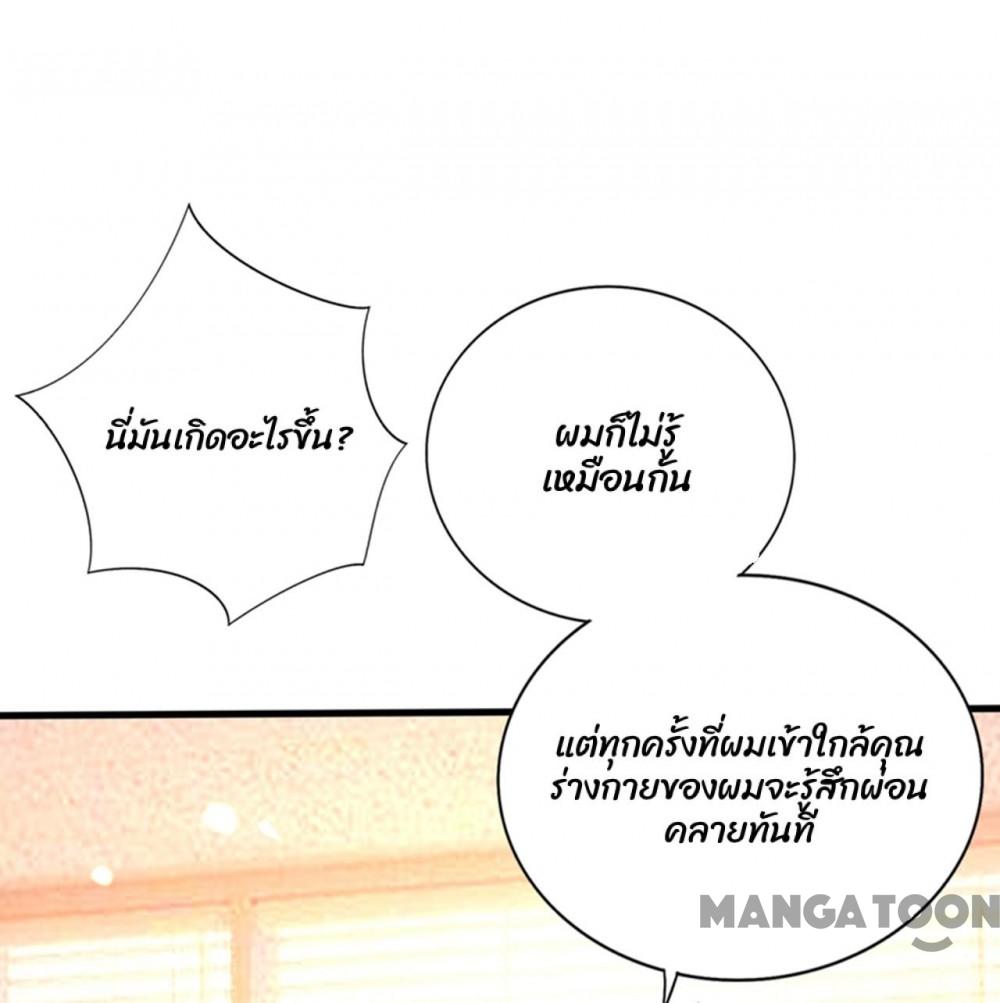 นี่มันเกิดอะไรขึ้น?
ผมก็ไม่รู้
เหมือนกัน
แต่ทุกครั้งที่ผมเข้าใกล้คุณ
ร่างกายของผมจะรู้สึกผ่อน
คลายทันที
MANGATOON